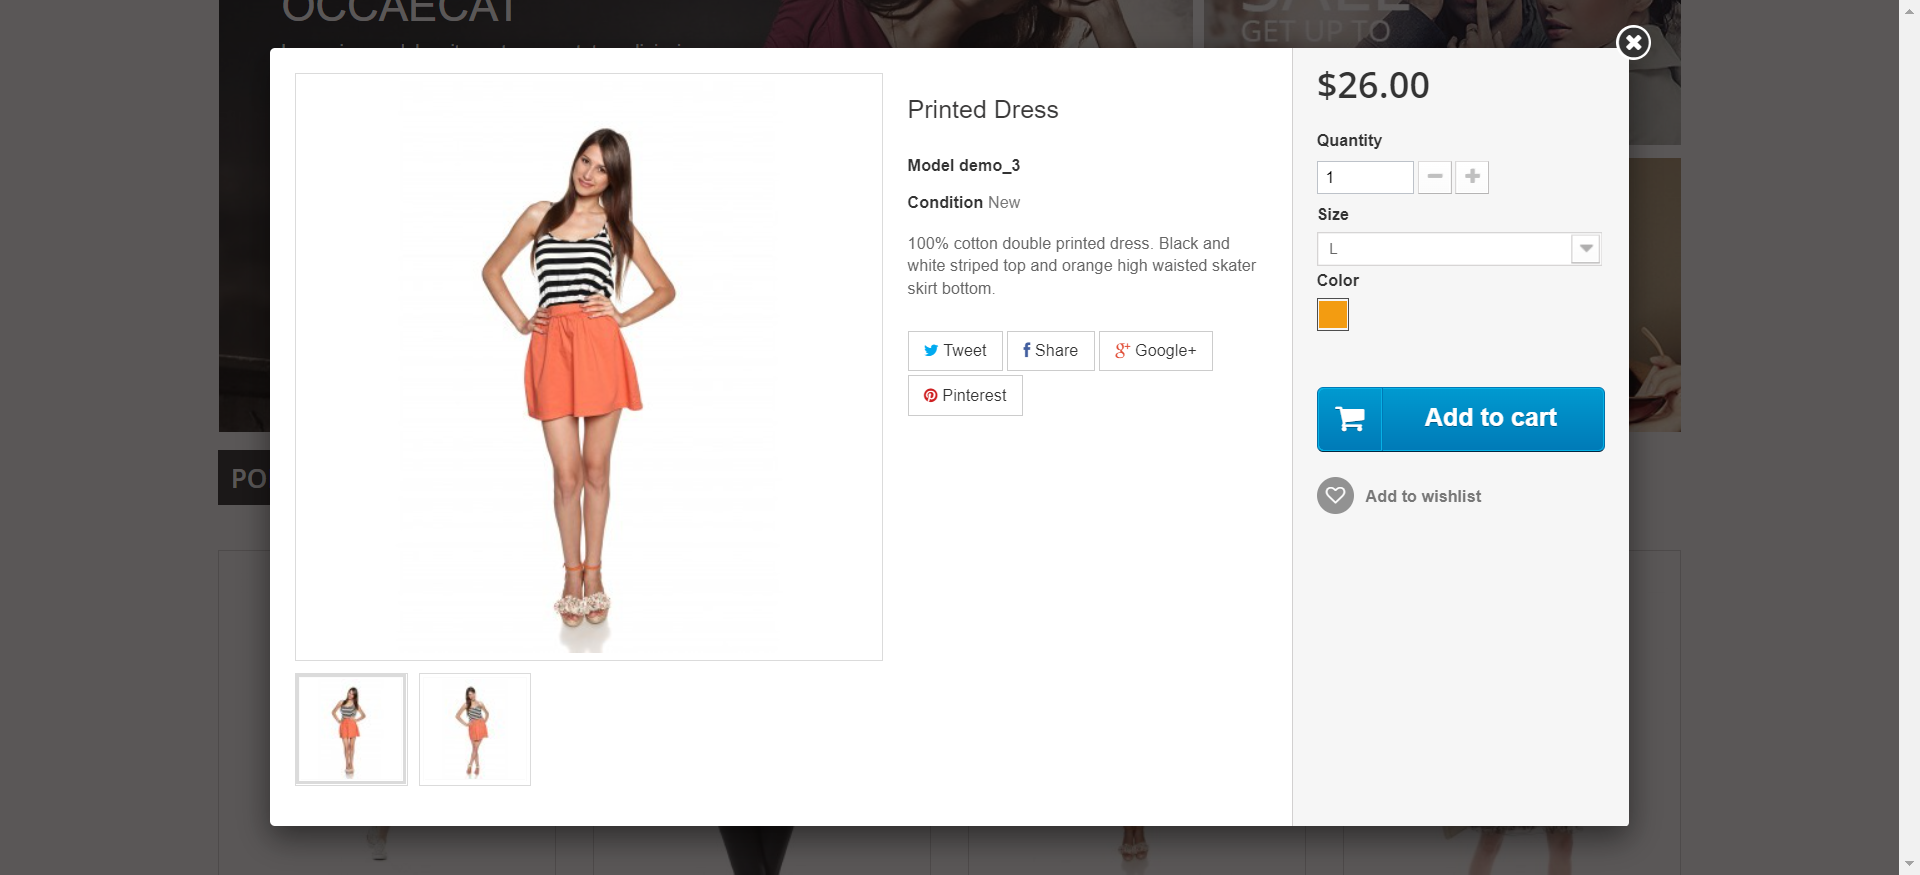 OCCAECAT
SALE
GET UP TO
Printed Dress
Model demo_3
Condition New
100% cotton double printed dress. Black and
white striped top and orange high waisted skater
skirt bottom.
Tweet
Share
Google+
Pinterest
$26.00
Quantity
1
Size
L
Color
Add to cart
Add to wishlist
PO